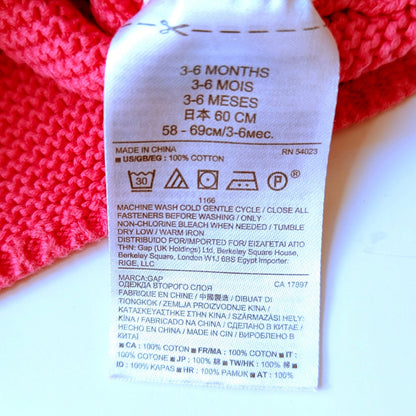 3-6 MONTHS
3-6 MOIS
3-6 MESES
日本 60 CM
58 - 69см/3-6мес.
MADE IN CHINA RN 54023
■ US/GB/EG : 100% COTTON
30
1166
MACHINE WASH COLD GENTLE CYCLE / CLOSE ALL
FASTENERS BEFORE WASHING / ONLY
NON-CHLORINE BLEACH WHEN NEEDED / TUMBLE
DRY LOW / WARM IRON
DISTRIBUIDO POR/IMPORTED FOR/ ΕΙΣΑΓΕΤΑΙ ΑΠΟ
ΤΗΝ: Gap (UK Holdings) Ltd, Berkeley Square House,
Berkeley Square, London W1J 6BS Egypt Importer:
RIGE, LLC
MARCA:GAP CA 17897
ОДЕЖДА ВТОРОГО СЛОЯ
FABRIQUE EN CHINE / 中國製造 / DIBUAT DI
TIONGKOK / ZEMLJA PROIZVODNJE KINA /
ΚΑΤΑΣΚΕΥΑΣΤΗΚΕ ΣΤΗΝ ΚΙΝΑ / SZÁRMAZÁSI HELY:
KÍNA / FABRICADO NA CHINA / СДЕЛАНО В КИТАЕ /
HECHO EN CHINA / MADE IN CIN / ВИРОБЛЕНО В
КИТАЇ
■ CA : 100% COTTON ■ FR/MA : 100% COTON ■ IT :
100% COTONE ■ JP : 100% 綿 ■ TW/HK : 100% 棉 ■
ID : 100% KAPAS ■ HR : 100% PAMUK ■ AT : 100%